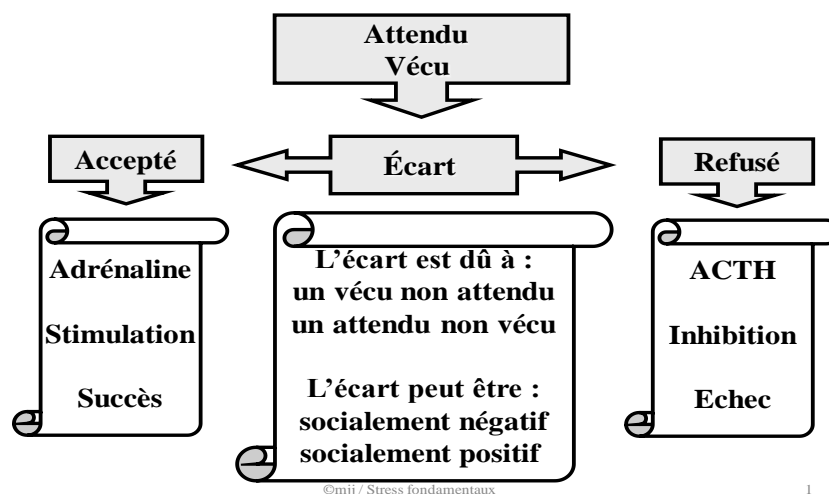 Attendu
Vécu
Accepté
Écart
Refusé
Adrénaline
Stimulation
Succès
L'écart est dû à :
un vécu non attendu
un attendu non vécu
L'écart peut être :
socialement négatif
socialement positif
ACTH
Inhibition
Echec
©mij / Stress fondamentaux
1